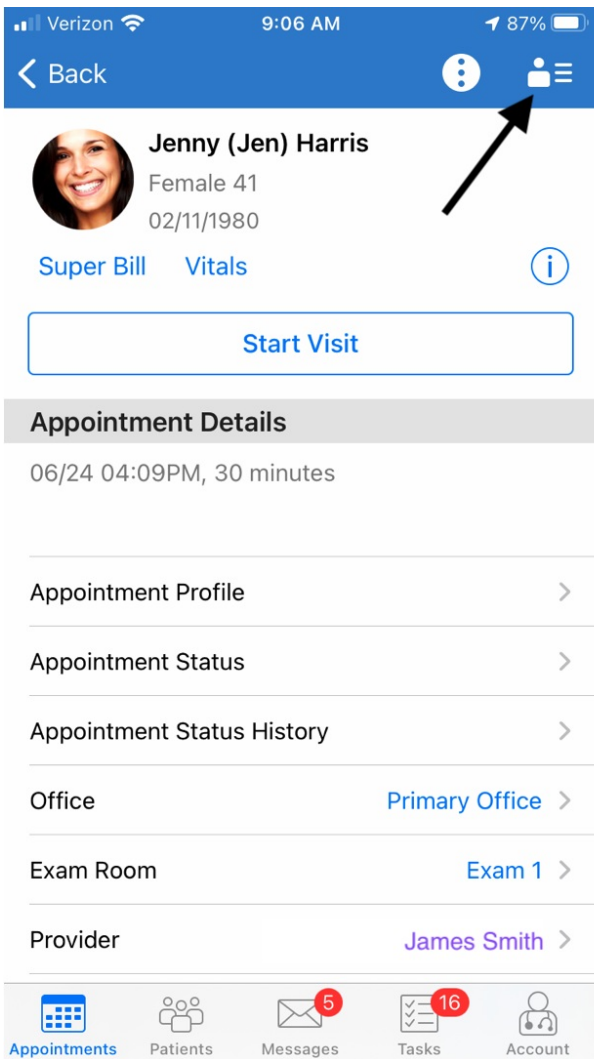 Verizon 9:06 AM 87%
Back
Jenny (Jen) Harris
Female 41
02/11/1980
Super Bill Vitals i
Start Visit
Appointment Details
06/24 04:09PM, 30 minutes
Appointment Profile
Appointment Status
Appointment Status History
Office Primary Office
Exam Room Exam 1
Provider James Smith
5 16
Appointments Patients Messages Tasks Account